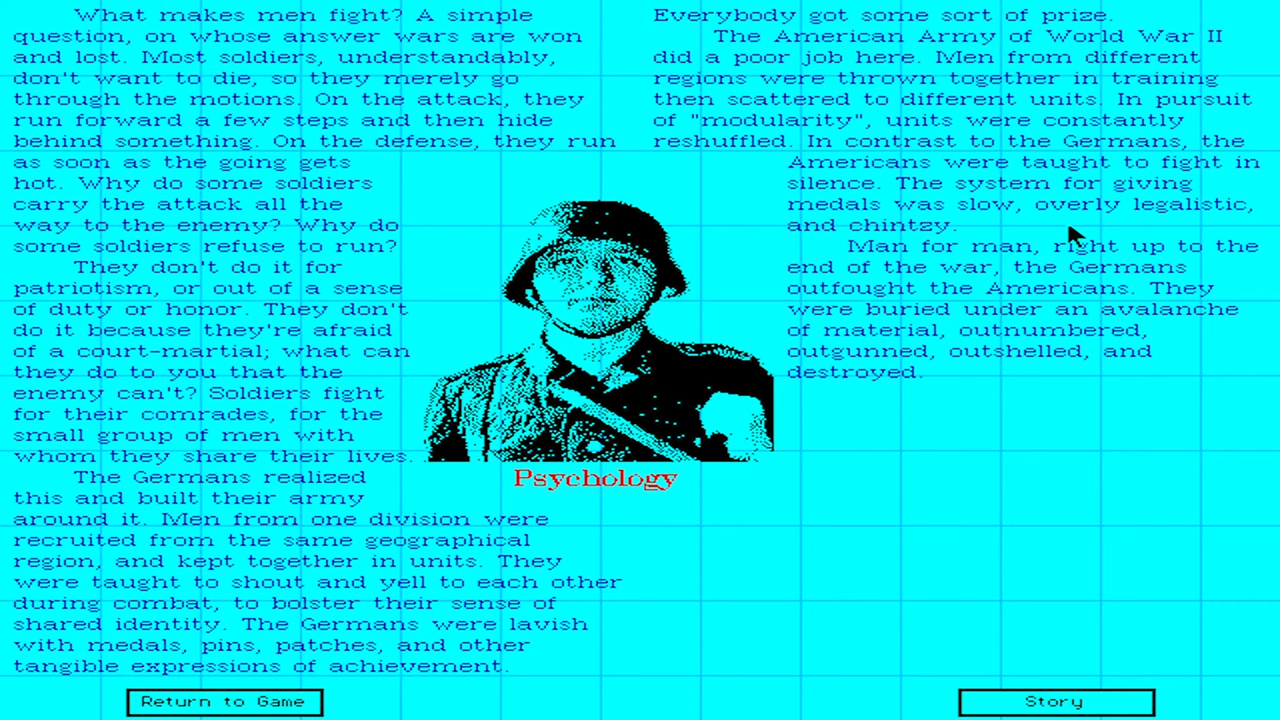 What makes men fight? A simple
question, on whose answer wars are won
and lost. Most soldiers, understandably,
don't want to die, so they merely go
through the motions. On the attack, they
run forward a few steps and then hide
behind something. On the defense, they run
as soon as the going gets
hot. Why do some soldiers
carry the attack all the
way to the enemy? Why do
some soldiers refuse to run?
They don't do it for
patriotism, or out of a sense
of duty or honor. They don't
do it because they're afraid
of a court-martial; what can
they do to you that the
enemy can't? Soldiers fight
for their comrades, for the
small group of men with
whom they share their lives.
The Germans realized
this and built their army
around it. Men from one division were
recruited from the same geographical
region, and kept together in units. They
were taught to shout and yell to each other
during combat, to bolster their sense of
shared identity. The Germans were lavish
with medals, pins, patches, and other
tangible expressions of achievement.
Everybody got some sort of prize.
The American Army of World War II
did a poor job here. Men from different
regions were thrown together in training
then scattered to different units. In pursuit
of "modularity", units were constantly
reshuffled. In contrast to the Germans, the
Americans were taught to fight in
silence. The system for giving
medals was slow, overly legalistic,
and chintzy.
Man for man, right up to the
end of the war, the Germans
outfought the Americans. They
were buried under an avalanche
of material, outnumbered,
outgunned, outshelled, and
destroyed.
Psychology
Return to Game
Story